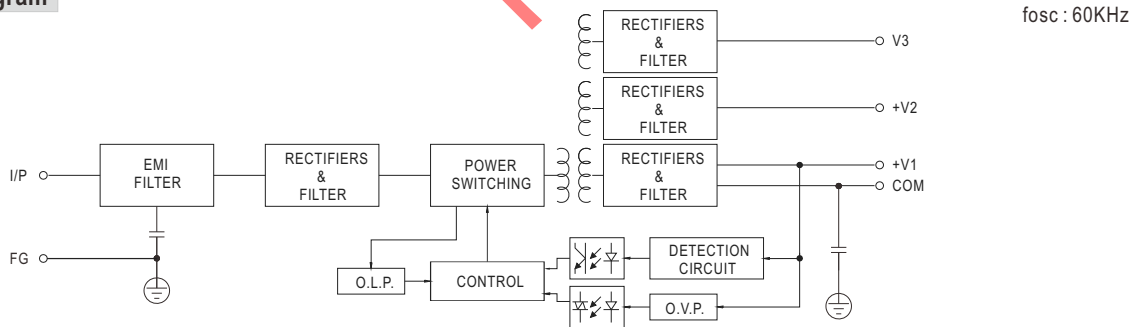 fosc : 60KHz
RECTIFIERS
&
FILTER
V3
RECTIFIERS
&
FILTER
+V2
I/P
EMI
FILTER
RECTIFIERS
&
FILTER
POWER
SWITCHING
RECTIFIERS
&
FILTER
+V1
COM
FG
O.L.P.
CONTROL
DETECTION
CIRCUIT
O.V.P.